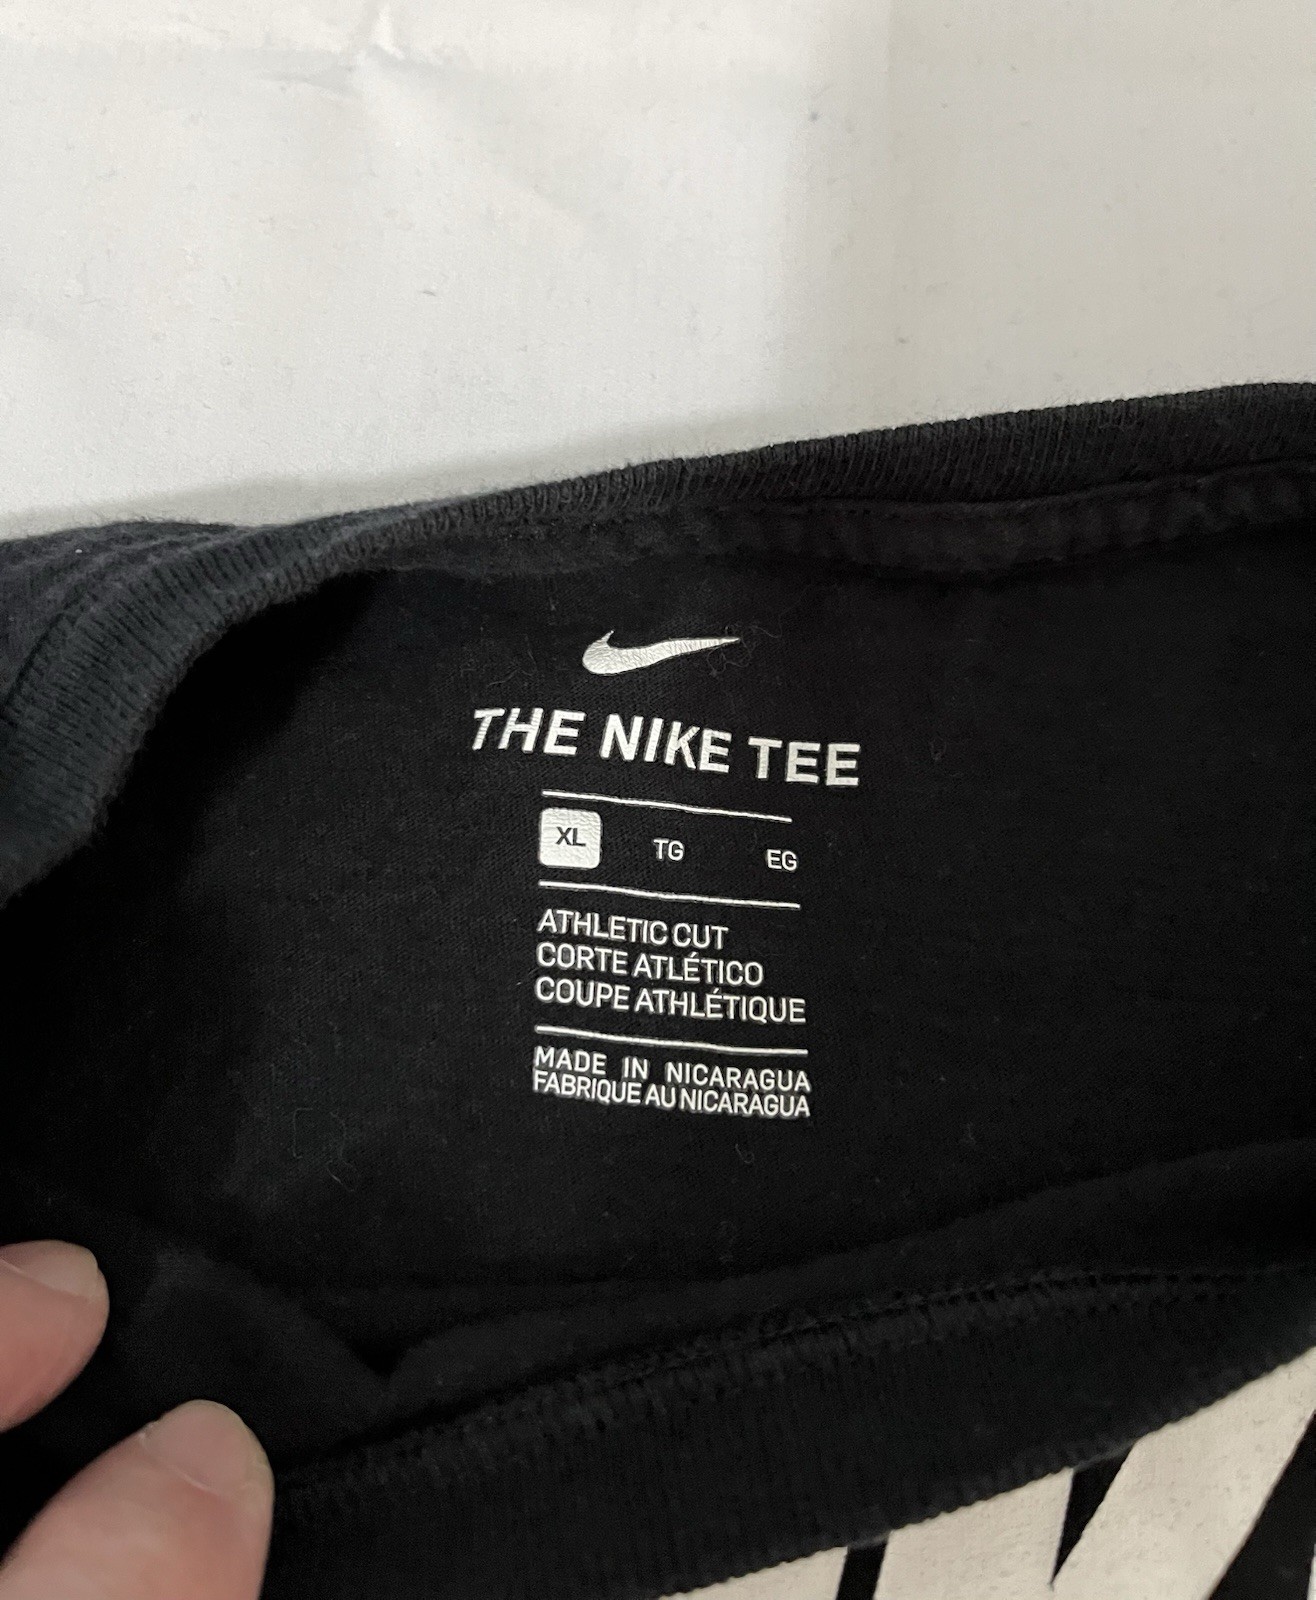 THE NIKE TEE
XL TG EG
ATHLETIC CUT
CORTE ATLÉTICO
COUPE ATHLÉTIQUE
MADE IN NICARAGUA
FABRIQUE AU NICARAGUA